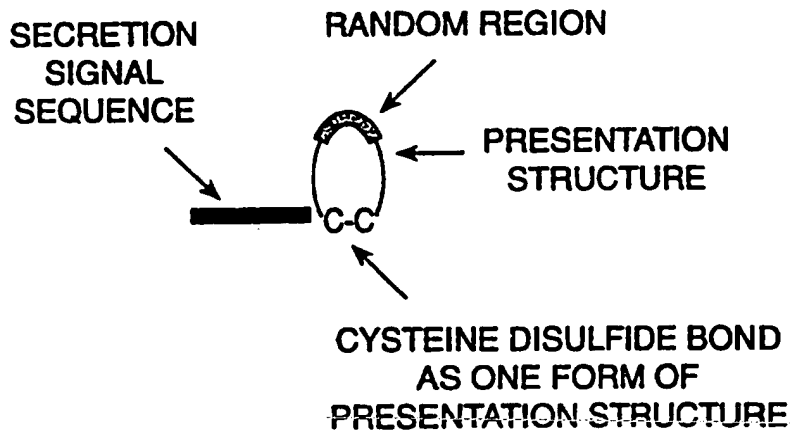 SECRETION
SIGNAL
SEQUENCE
RANDOM REGION
PRESENTATION
STRUCTURE
C-C
CYSTEINE DISULFIDE BOND
AS ONE FORM OF
PRESENTATION STRUCTURE